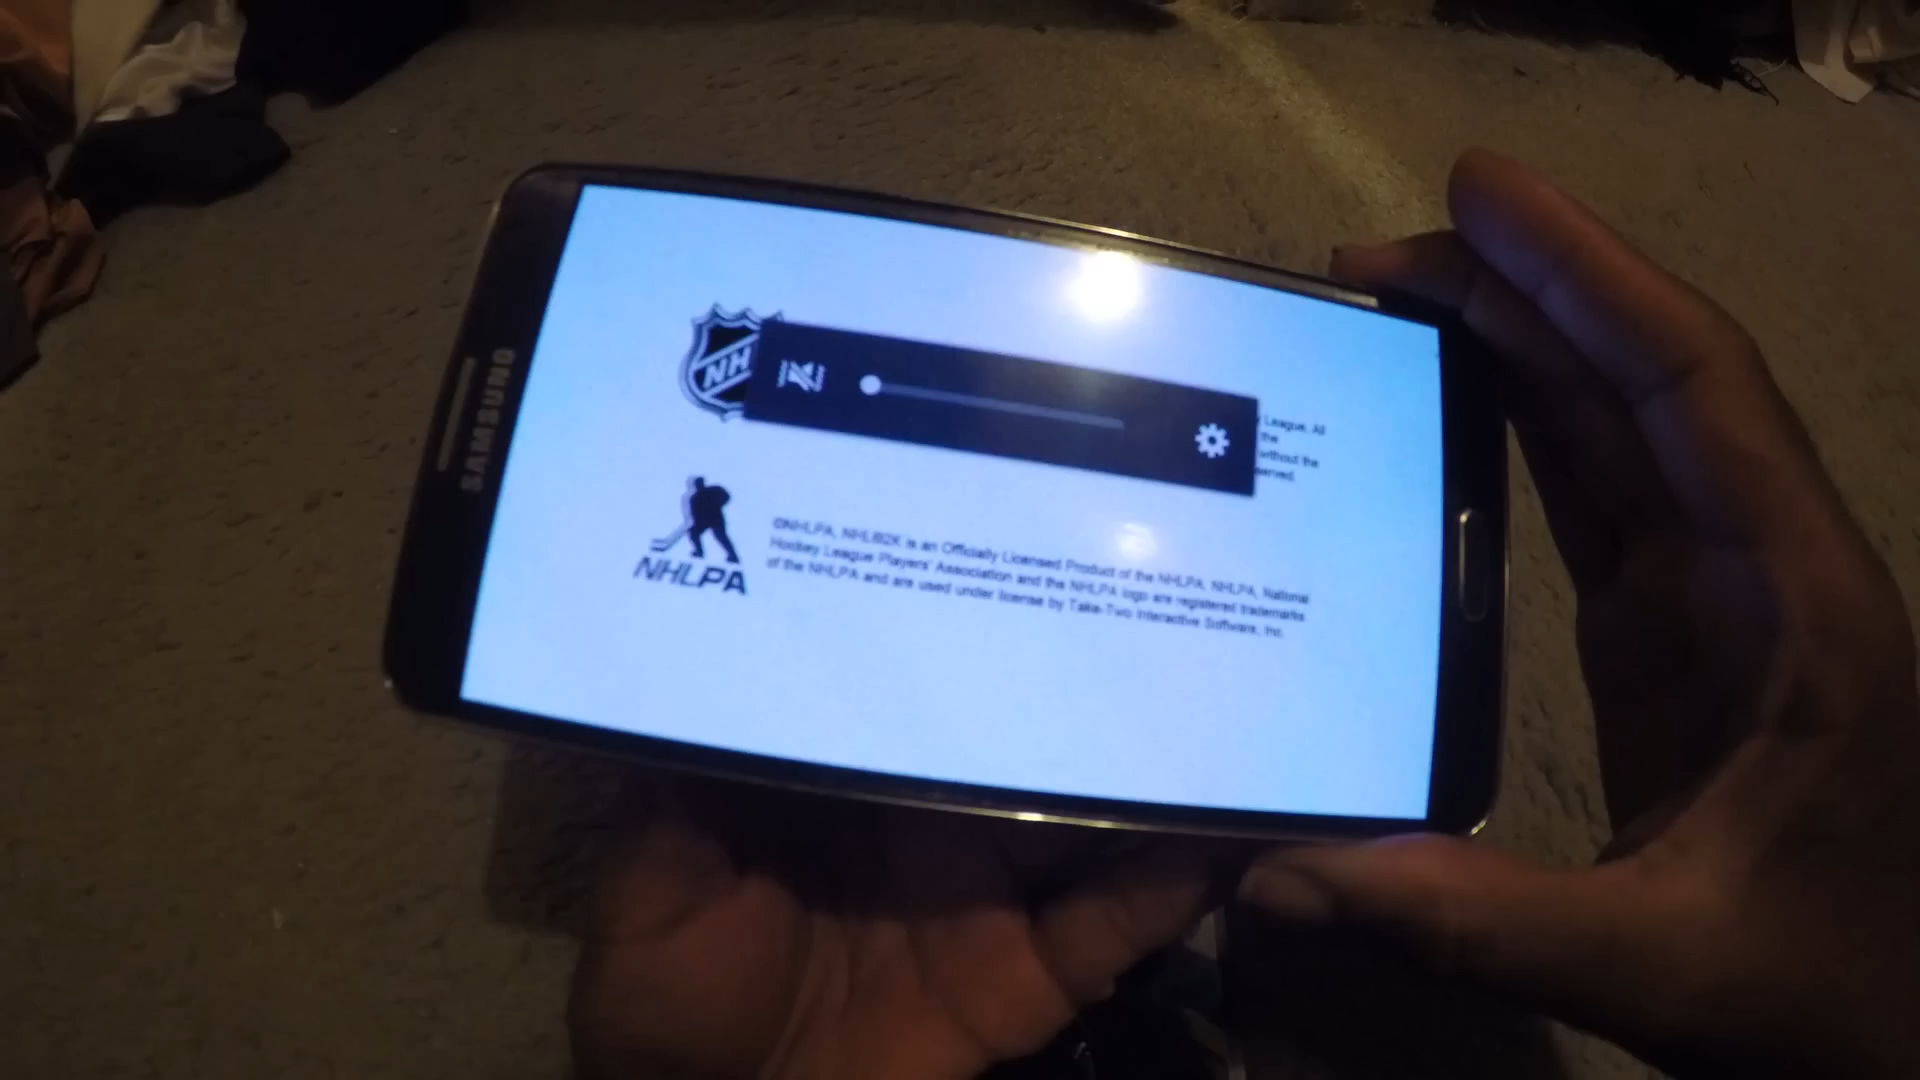 SAMSUNG
NH
League. All
the
without the
served.
NHLPA
©NHLPA, NHL®2K is an Officially Licensed Product of the NHLPA. NHLPA, National
Hockey League Players' Association and the NHLPA logo are registered trademarks
of the NHLPA and are used under license by Take-Two Interactive Software, Inc.